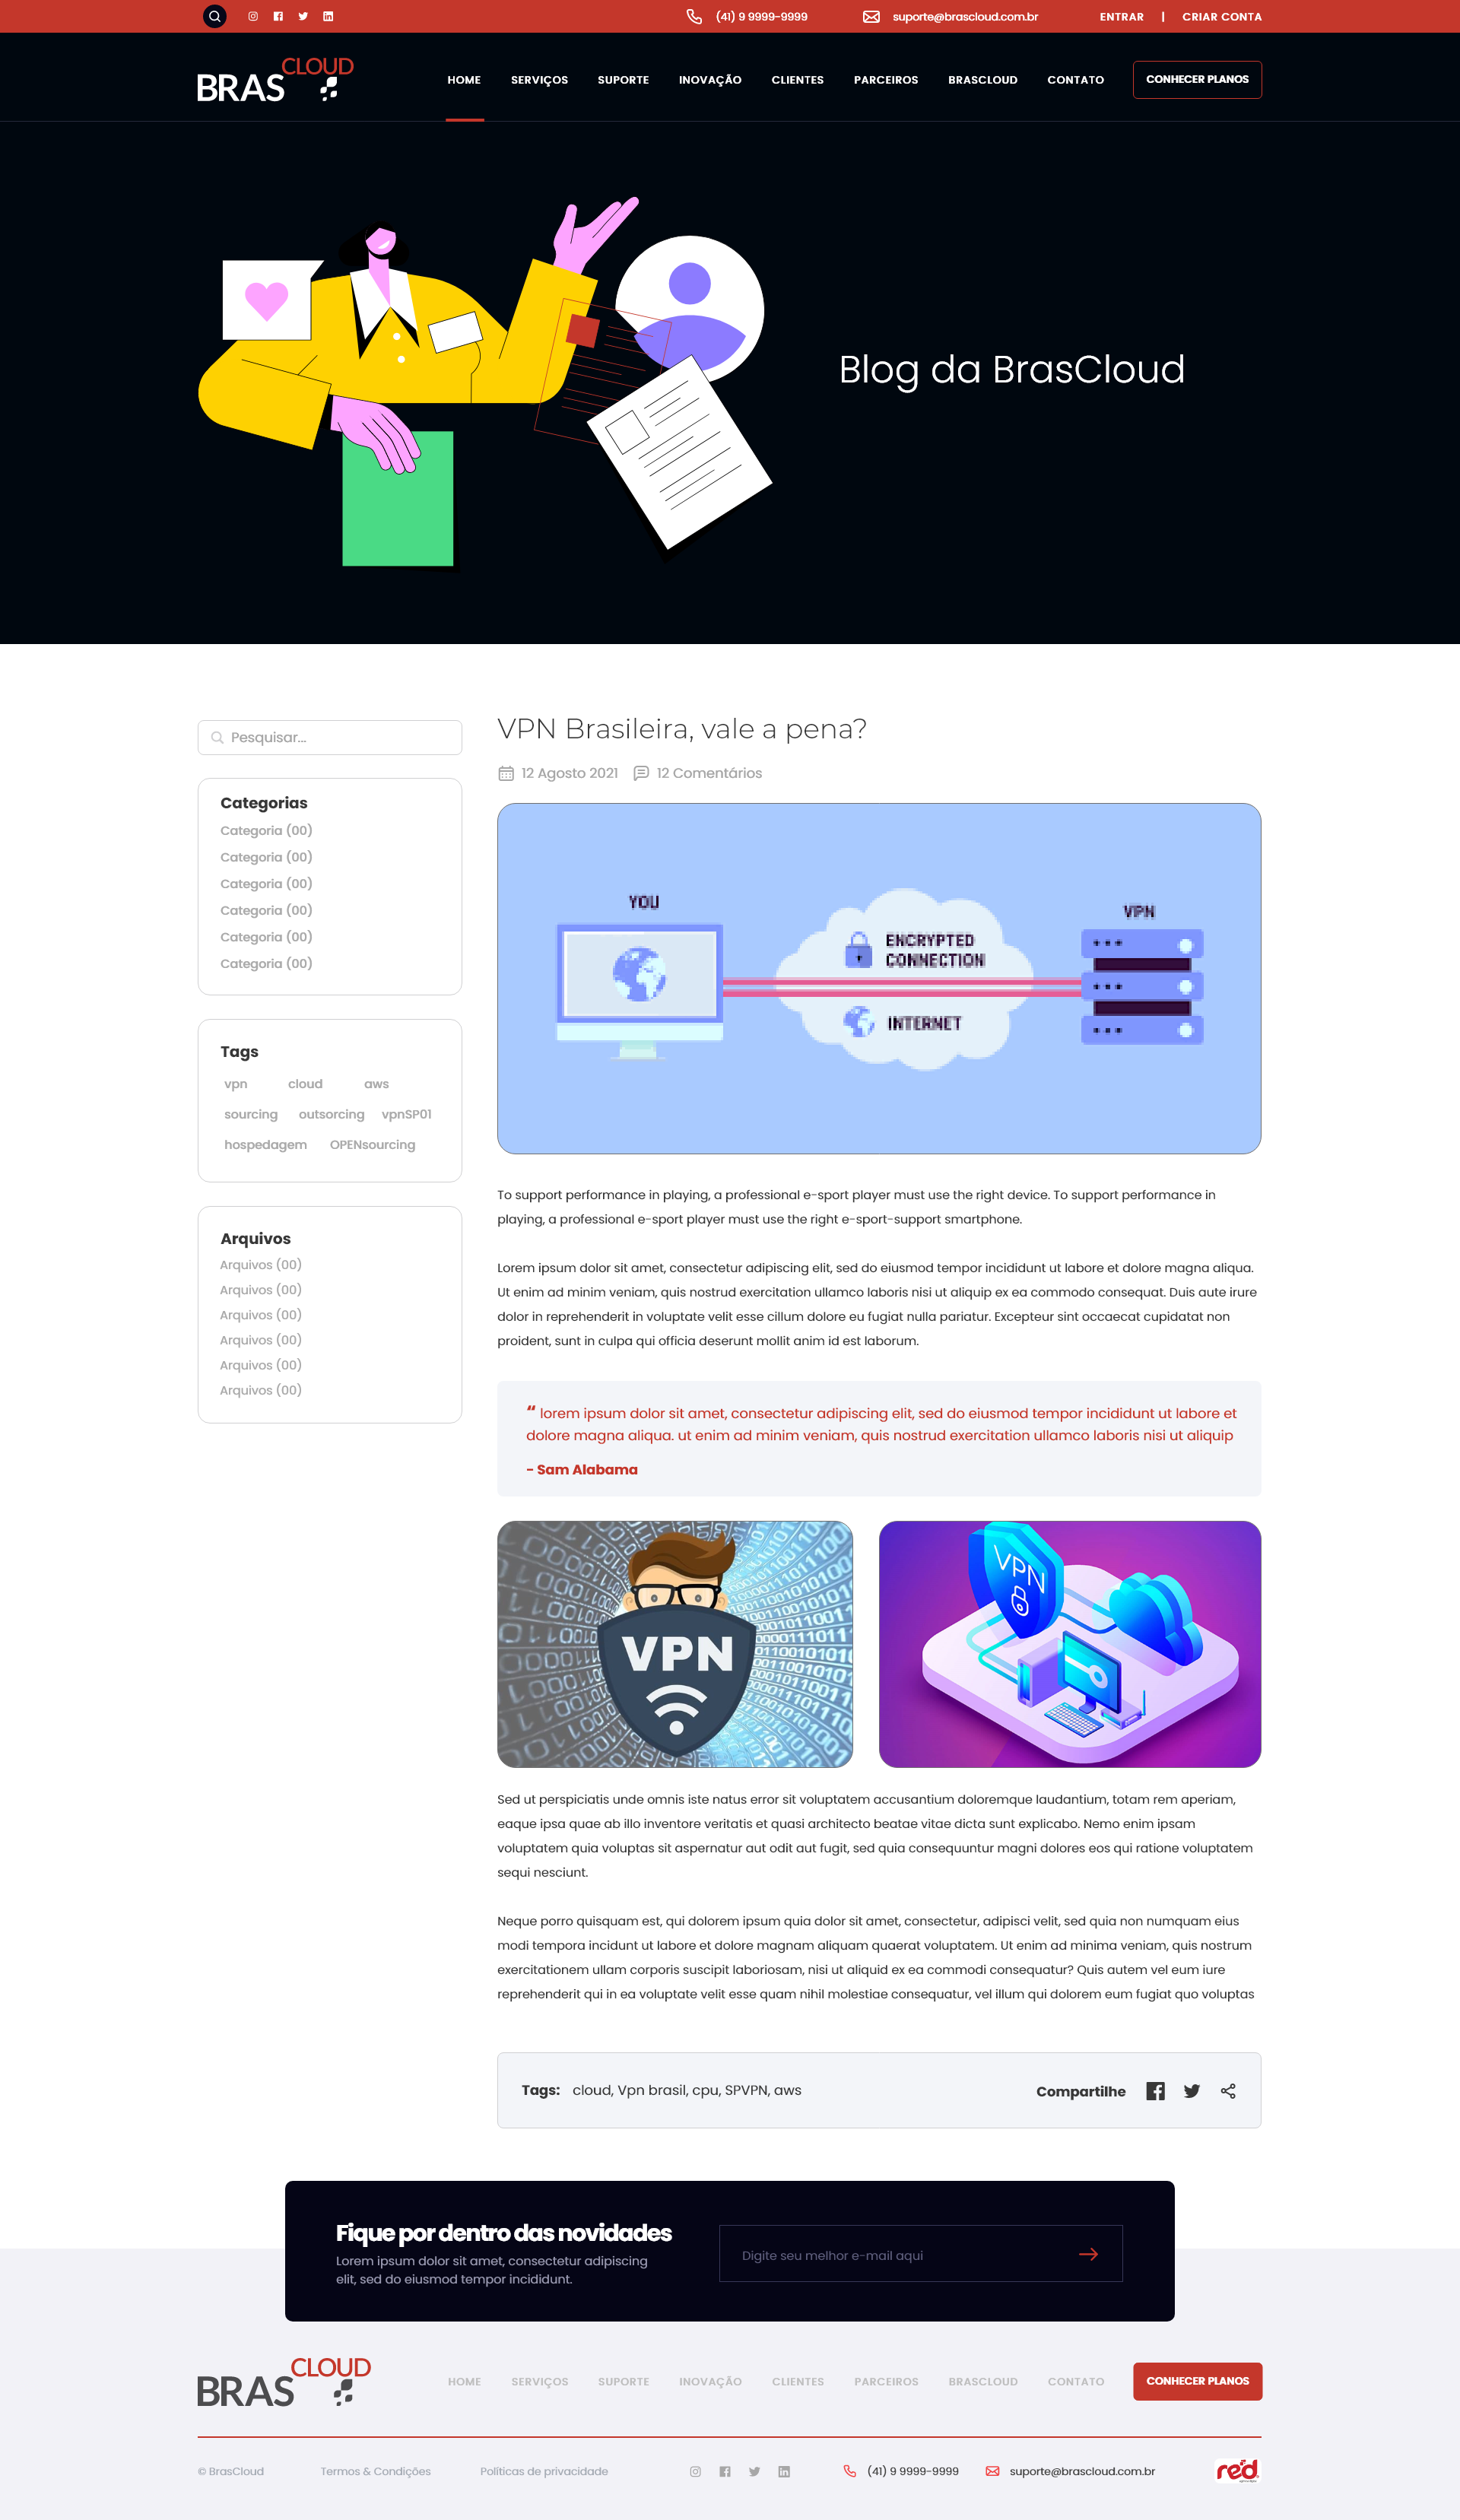 (41) 9 9999-9999
suporte@brascloud.com.br
ENTRAR | CRIAR CONTA
BRASCLOUD
HOME SERVIÇOS SUPORTE INOVAÇÃO CLIENTES PARCEIROS BRASCLOUD CONTATO CONHECER PLANOS
Blog da BrasCloud
Pesquisar...
Categorias
Categoria (00)
Categoria (00)
Categoria (00)
Categoria (00)
Categoria (00)
Categoria (00)
Tags
vpn cloud aws
sourcing outsorcing vpnSP01
hospedagem OPENsourcing
Arquivos
Arquivos (00)
Arquivos (00)
Arquivos (00)
Arquivos (00)
Arquivos (00)
Arquivos (00)
VPN Brasileira, vale a pena?
12 Agosto 2021 12 Comentários
YOU
VPN
ENCRYPTED
CONNECTION
INTERNET
To support performance in playing, a professional e-sport player must use the right device. To support performance in
playing, a professional e-sport player must use the right e-sport-support smartphone.
Lorem ipsum dolor sit amet, consectetur adipiscing elit, sed do eiusmod tempor incididunt ut labore et dolore magna aliqua.
Ut enim ad minim veniam, quis nostrud exercitation ullamco laboris nisi ut aliquip ex ea commodo consequat. Duis aute irure
dolor in reprehenderit in voluptate velit esse cillum dolore eu fugiat nulla pariatur. Excepteur sint occaecat cupidatat non
proident, sunt in culpa qui officia deserunt mollit anim id est laborum.
“ lorem ipsum dolor sit amet, consectetur adipiscing elit, sed do eiusmod tempor incididunt ut labore et
dolore magna aliqua. ut enim ad minim veniam, quis nostrud exercitation ullamco laboris nisi ut aliquip
- Sam Alabama
VPN
VPN
Sed ut perspiciatis unde omnis iste natus error sit voluptatem accusantium doloremque laudantium, totam rem aperiam,
eaque ipsa quae ab illo inventore veritatis et quasi architecto beatae vitae dicta sunt explicabo. Nemo enim ipsam
voluptatem quia voluptas sit aspernatur aut odit aut fugit, sed quia consequuntur magni dolores eos qui ratione voluptatem
sequi nesciunt.
Neque porro quisquam est, qui dolorem ipsum quia dolor sit amet, consectetur, adipisci velit, sed quia non numquam eius
modi tempora incidunt ut labore et dolore magnam aliquam quaerat voluptatem. Ut enim ad minima veniam, quis nostrum
exercitationem ullam corporis suscipit laboriosam, nisi ut aliquid ex ea commodi consequatur? Quis autem vel eum iure
reprehenderit qui in ea voluptate velit esse quam nihil molestiae consequatur, vel illum qui dolorem eum fugiat quo voluptas
Tags: cloud, Vpn brasil, cpu, SPVPN, aws
Compartilhe
Fique por dentro das novidades
Lorem ipsum dolor sit amet, consectetur adipiscing
elit, sed do eiusmod tempor incididunt.
Digite seu melhor e-mail aqui
BRASCLOUD
HOME SERVIÇOS SUPORTE INOVAÇÃO CLIENTES PARCEIROS BRASCLOUD CONTATO CONHECER PLANOS
© BrasCloud Termos & Condições Políticas de privacidade (41) 9 9999-9999 suporte@brascloud.com.br red